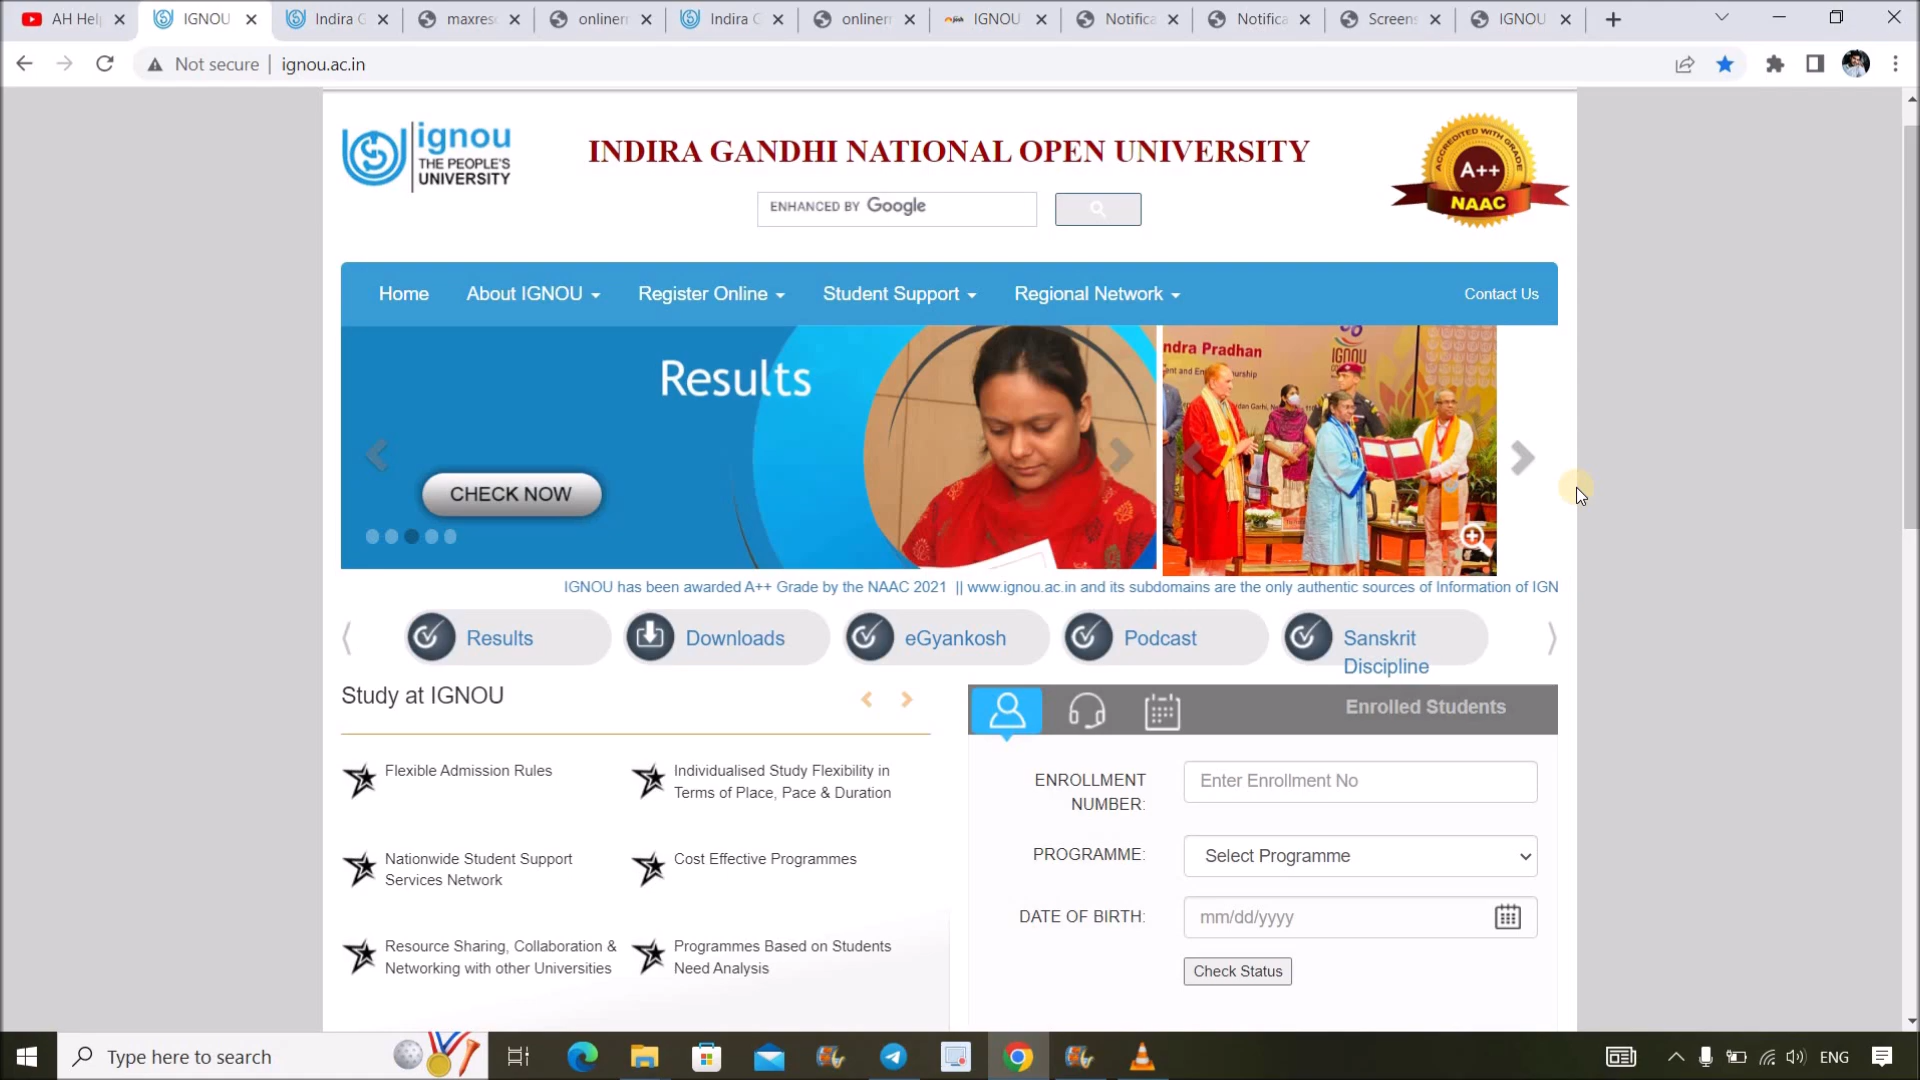 AH Hel
IGNOU
Indira G
maxres
onliner
Indira G
onliner
IGNOU
Notifica
Notifica
Screens
IGNOU
Not secure
ignou.ac.in
ignou
THE PEOPLE'S
UNIVERSITY
INDIRA GANDHI NATIONAL OPEN UNIVERSITY
ENHANCED BY Google
ACCREDITED WITH GRADE
A++
NAAC
Home
About IGNOU
Register Online
Student Support
Regional Network
Contact Us
Results
CHECK NOW
ndra Pradhan
IGNOU
IGNOU has been awarded A++ Grade by the NAAC 2021 || www.ignou.ac.in and its subdomains are the only authentic sources of Information of IGN
Results
Downloads
eGyankosh
Podcast
Sanskrit
Discipline
Study at IGNOU
Enrolled Students
Flexible Admission Rules
Individualised Study Flexibility in
Terms of Place, Pace & Duration
Nationwide Student Support
Services Network
Cost Effective Programmes
Resource Sharing, Collaboration &
Networking with other Universities
Programmes Based on Students
Need Analysis
ENROLLMENT
NUMBER:
Enter Enrollment No
PROGRAMME:
Select Programme
DATE OF BIRTH:
mm/dd/yyyy
Check Status
Type here to search
ENG